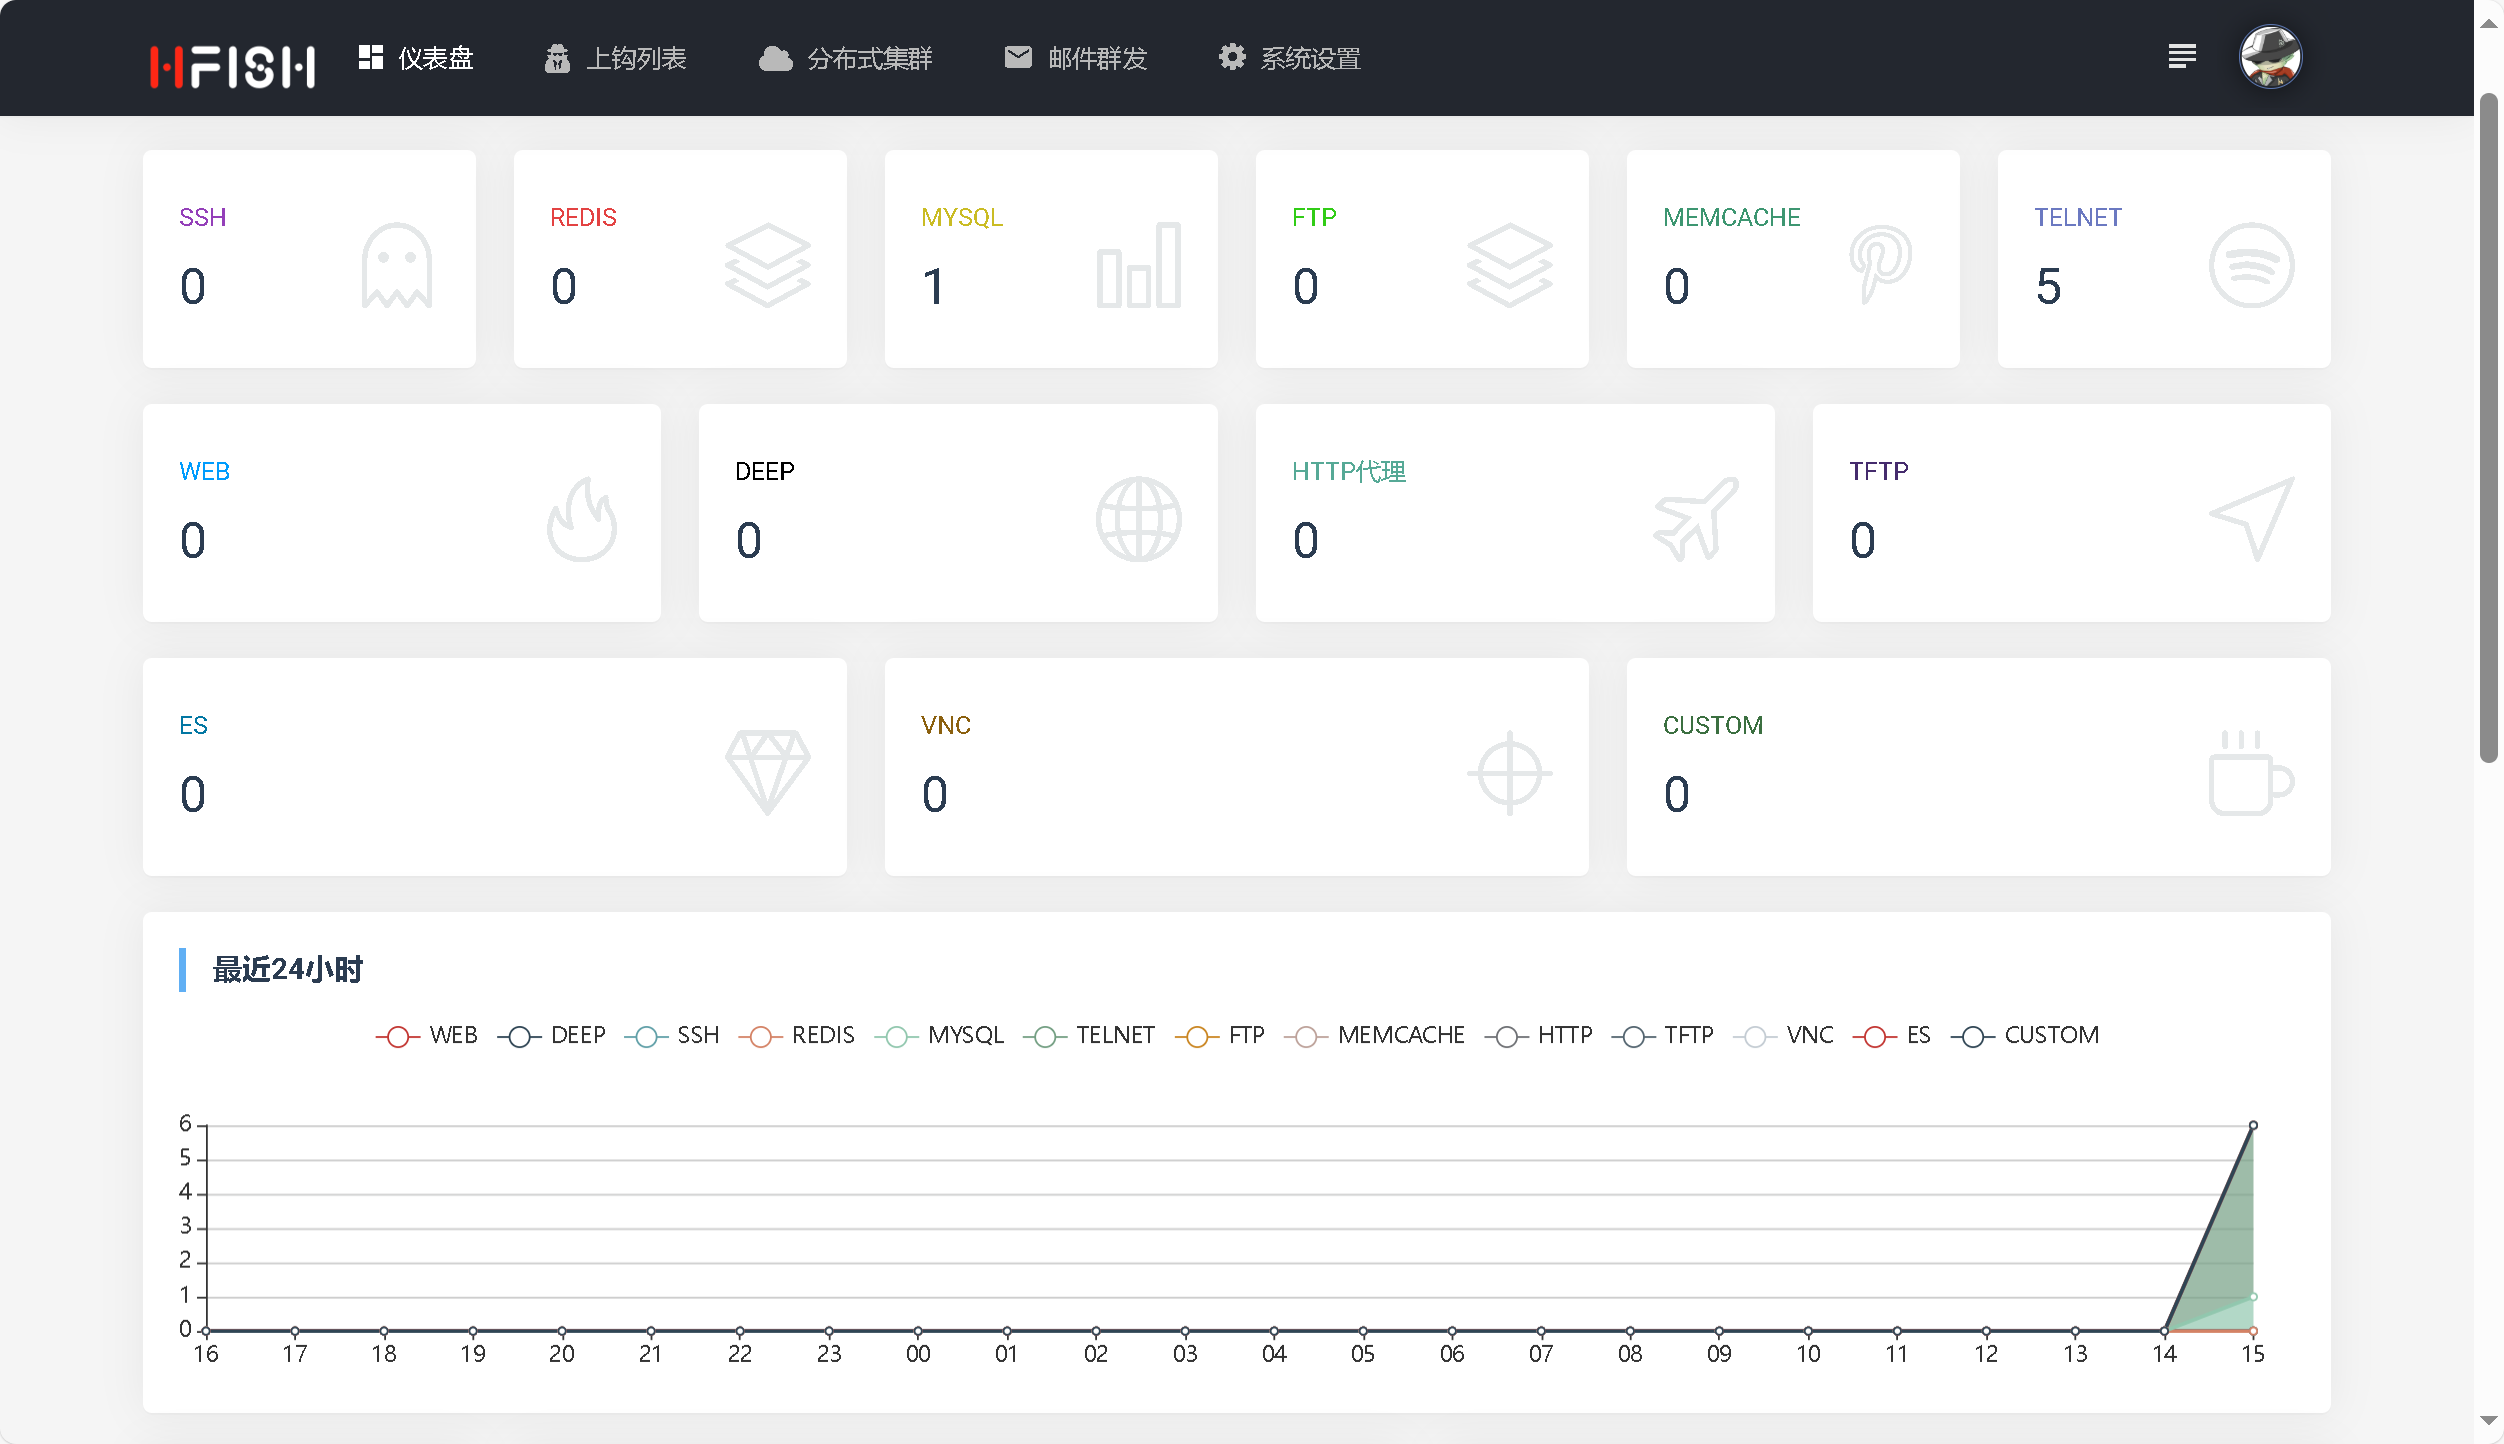 HFISH 仪表盘 上钩列表 分布式集群 邮件群发 系统设置
SSH REDIS MYSQL FTP MEMCACHE TELNET
0 0 1 0 0 5
WEB DEEP HTTP代理 TFTP
0 0 0 0
ES VNC CUSTOM
0 0 0
最近24小时
WEB DEEP SSH REDIS MYSQL TELNET FTP MEMCACHE HTTP TFTP VNC ES CUSTOM
6
5
4
3
2
1
0
16 17 18 19 20 21 22 23 00 01 02 03 04 05 06 07 08 09 10 11 12 13 14 15